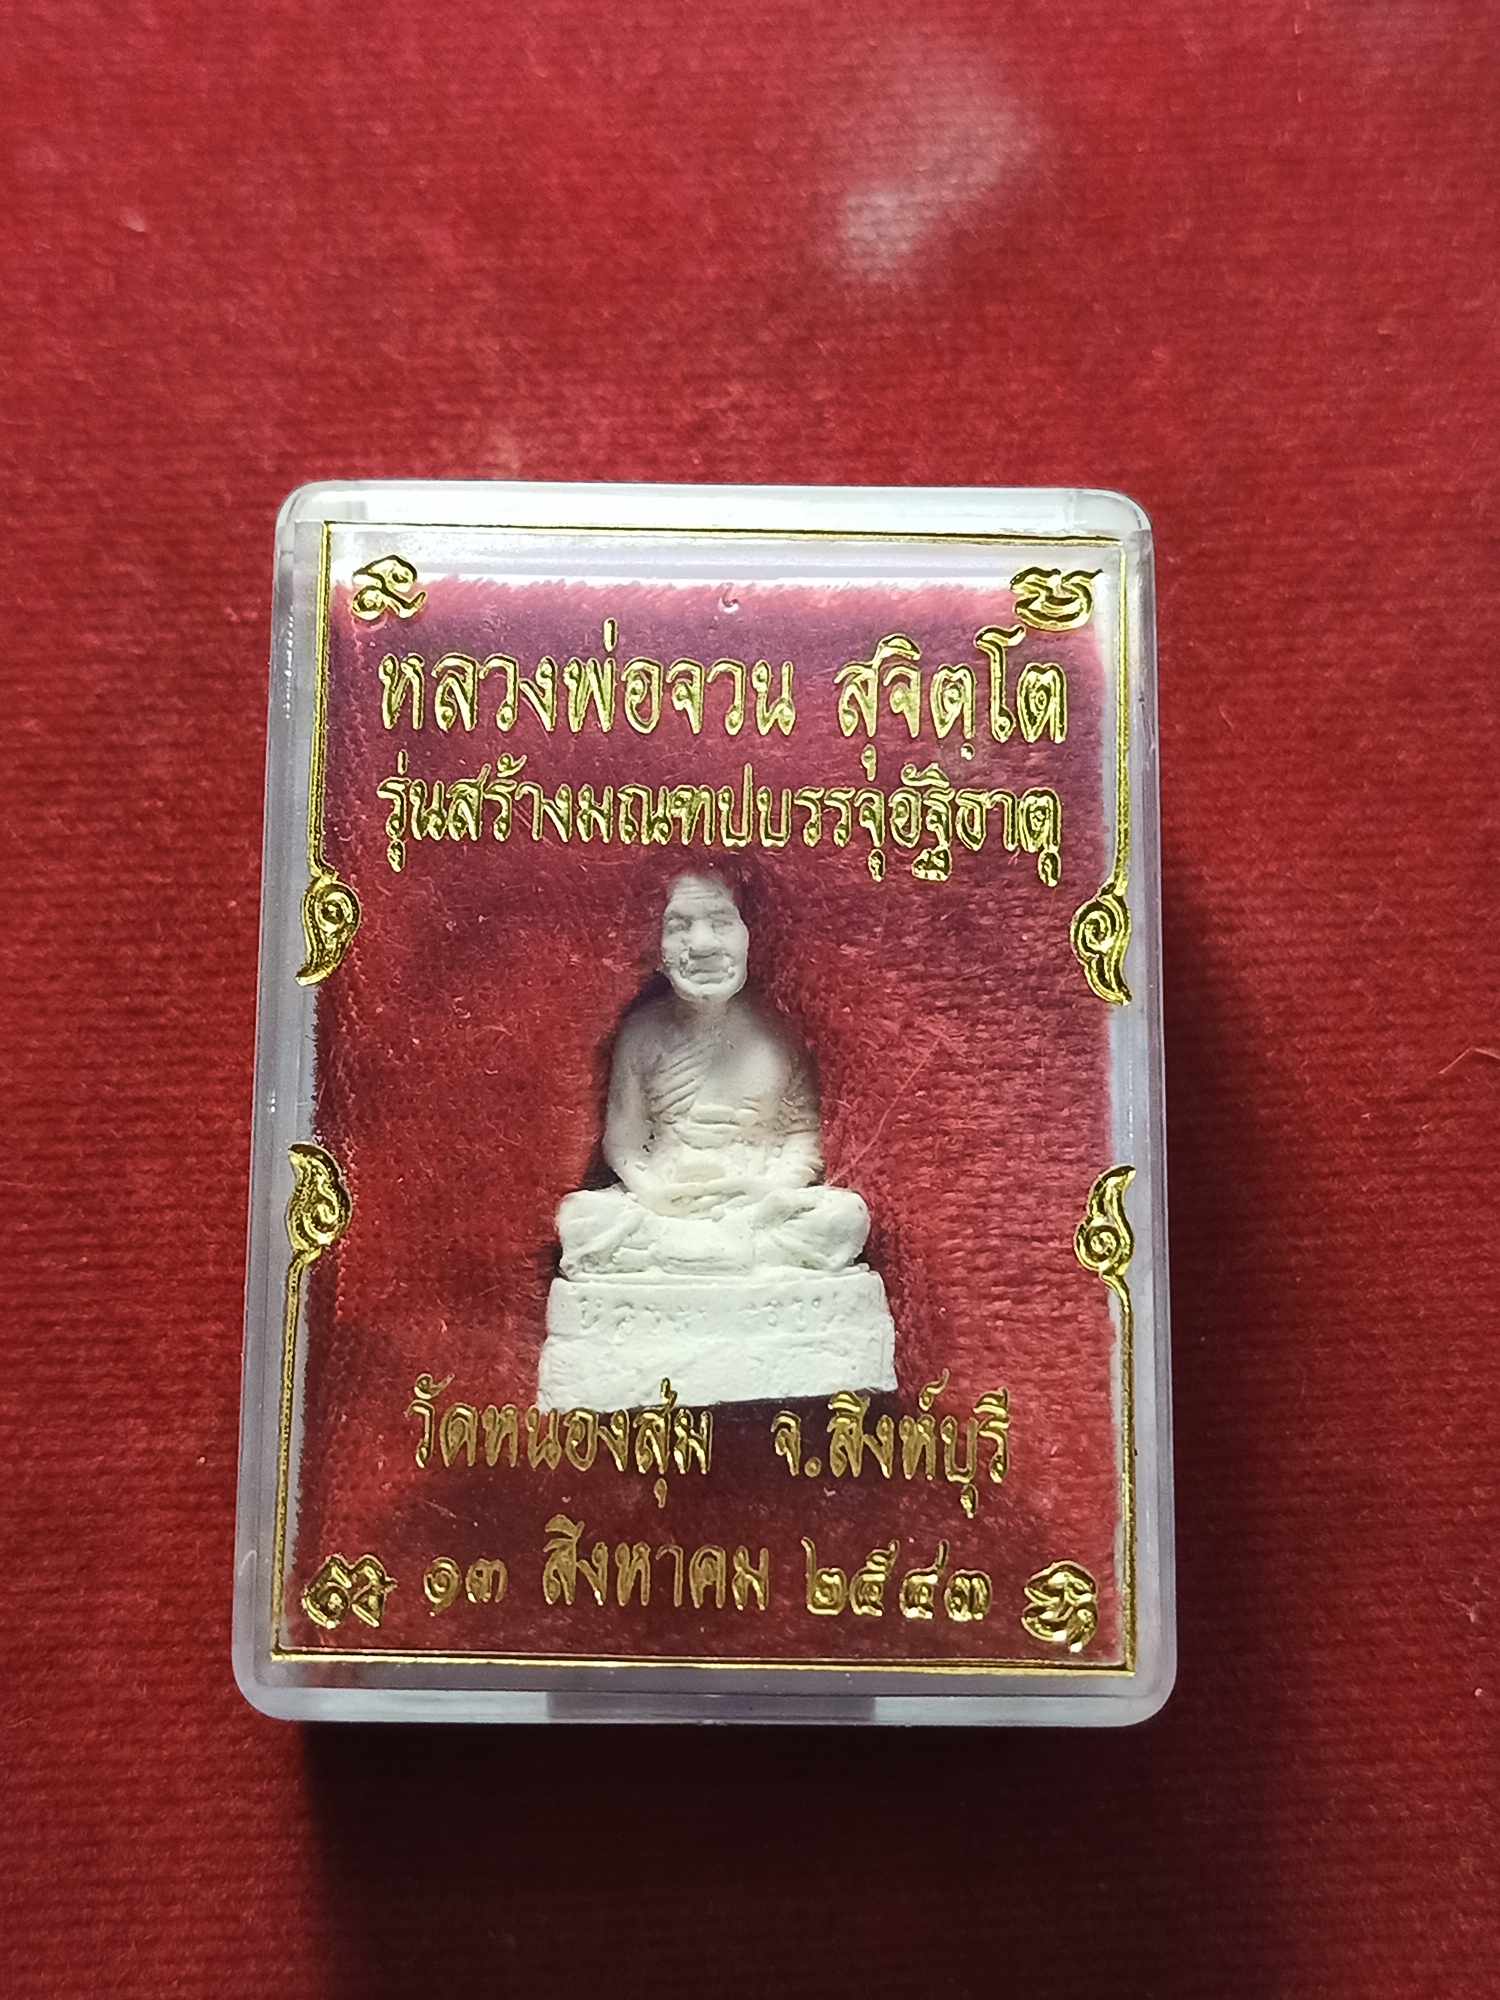 หลวงพ่อจวน สุจิตฺโต
รุ่นสร้างมณฑปบรรจุอัฐิธาตุ
วัดหนองสุ่ม จ.สิงห์บุรี
๑๓ สิงหาคม ๒๕๔๓